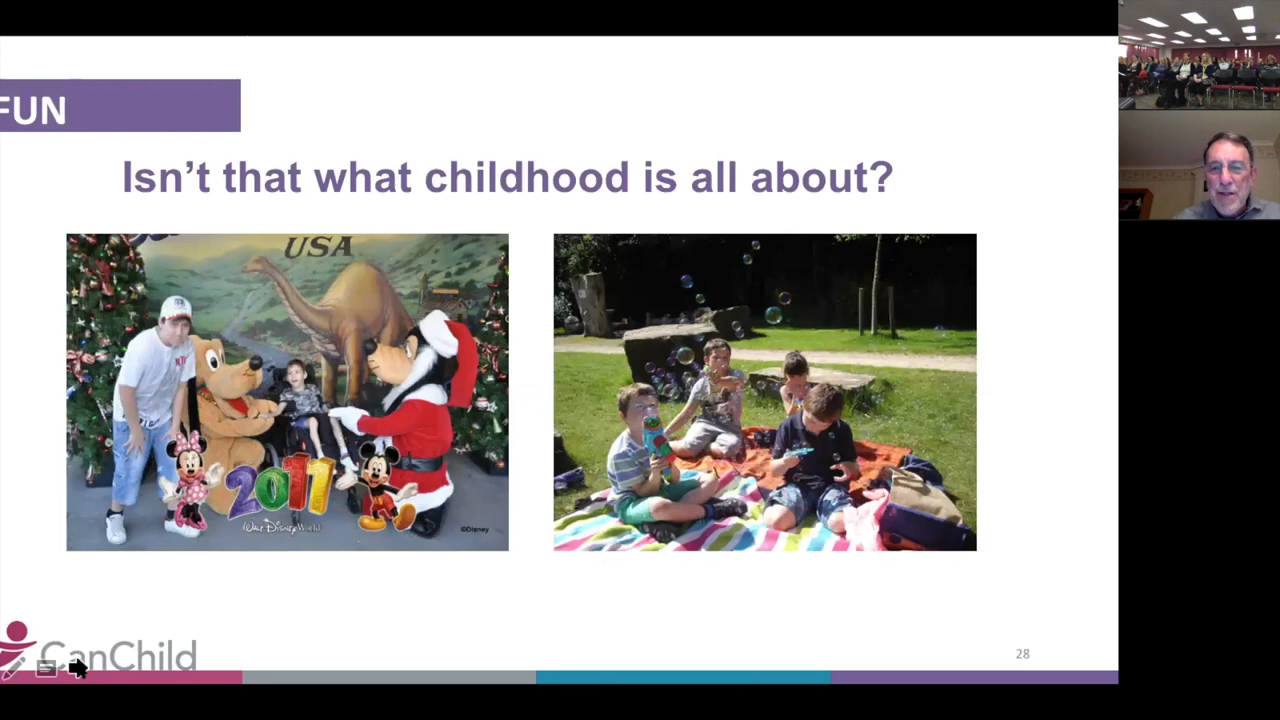 FUN
Isn't that what childhood is all about?
USA
2011
Walt Disney World
©Disney
CanChild
28